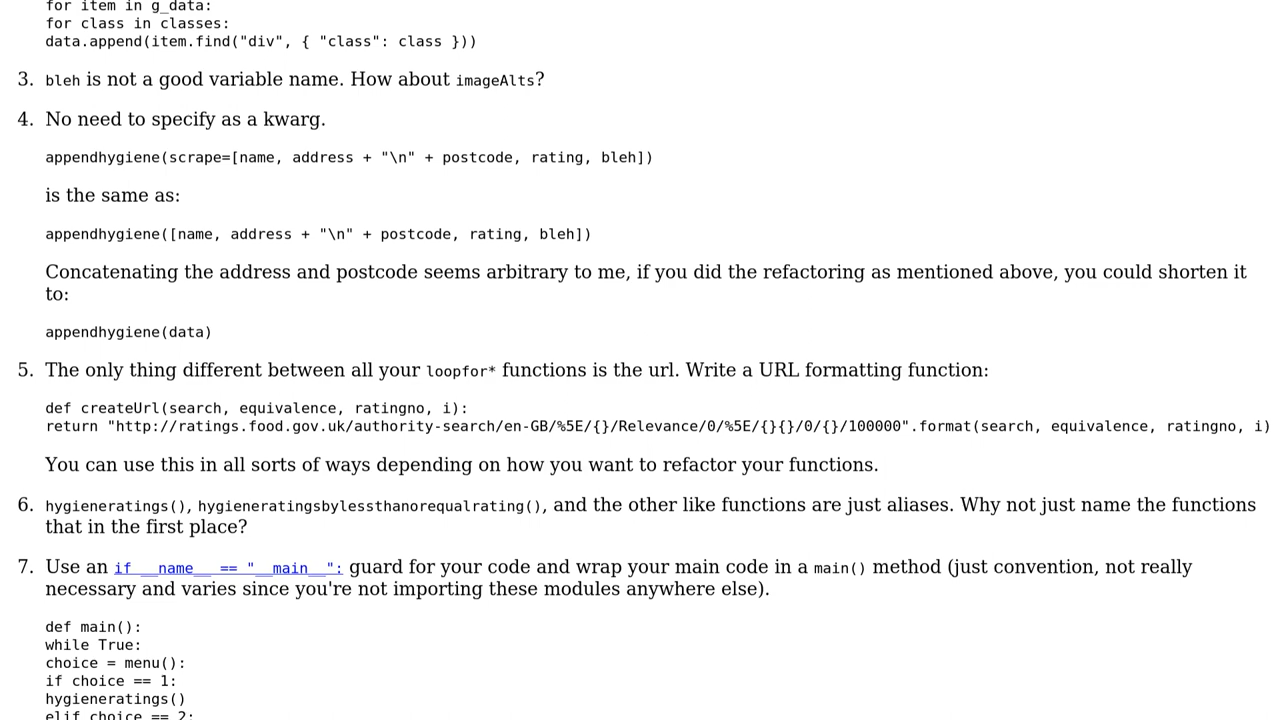 for item in g_data:
for class in classes:
data.append(item.find("div", { "class": class }))
3. bleh is not a good variable name. How about imageAlts?
4. No need to specify as a kwarg.
appendhygiene(scrape=[name, address + "\n" + postcode, rating, bleh])
is the same as:
appendhygiene([name, address + "\n" + postcode, rating, bleh])
Concatenating the address and postcode seems arbitrary to me, if you did the refactoring as mentioned above, you could shorten it
to:
appendhygiene(data)
5. The only thing different between all your loopfor* functions is the url. Write a URL formatting function:
def createUrl(search, equivalence, ratingno, i):
return "http://ratings.food.gov.uk/authority-search/en-GB/%5E/{}/Relevance/0/%5E/{}{}/0/{}/100000".format(search, equivalence, ratingno, i)
You can use this in all sorts of ways depending on how you want to refactor your functions.
6. hygieneratings(), hygieneratingsbylessthanorequalrating(), and the other like functions are just aliases. Why not just name the functions
that in the first place?
7. Use an if __name__ == "__main__": guard for your code and wrap your main code in a main() method (just convention, not really
necessary and varies since you're not importing these modules anywhere else).
def main():
while True:
choice = menu():
if choice == 1:
hygieneratings()
elif choice == 2: